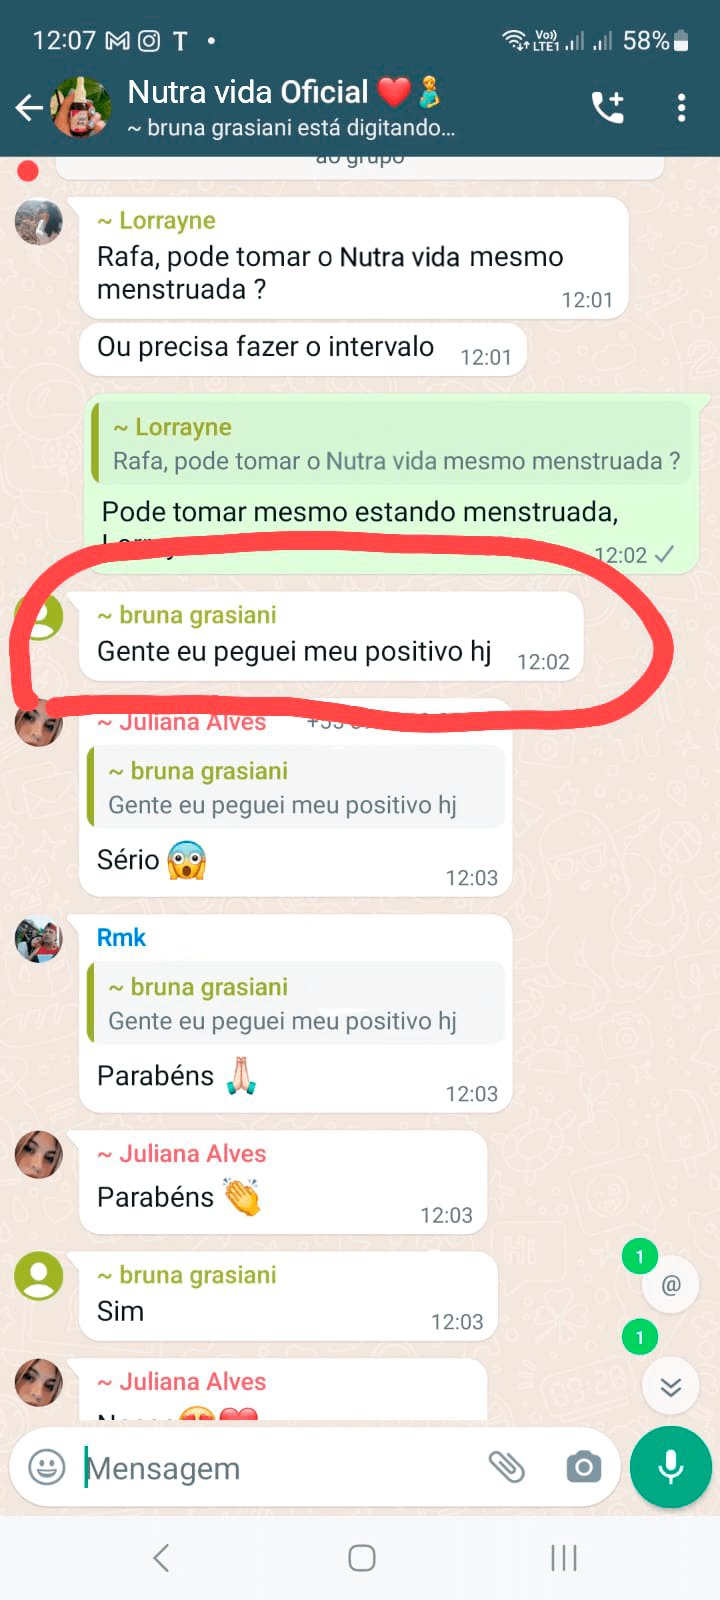 12:07 T 58%
Vo)) LTE1
Nutra vida Oficial ❤️🤱
~ bruna grasiani está digitando...
ao grupo
~ Lorrayne
Rafa, pode tomar o Nutra vida mesmo
menstruada ?
12:01
Ou precisa fazer o intervalo 12:01
~ Lorrayne
Rafa, pode tomar o Nutra vida mesmo menstruada ?
Pode tomar mesmo estando menstruada,
12:02
~ bruna grasiani
Gente eu peguei meu positivo hj 12:02
~ Juliana Alves
~ bruna grasiani
Gente eu peguei meu positivo hj
Sério 😱
12:03
Rmk
~ bruna grasiani
Gente eu peguei meu positivo hj
Parabéns 🙏🏻
12:03
~ Juliana Alves
Parabéns 👏
12:03
~ bruna grasiani
Sim
12:03
1
@
1
~ Juliana Alves
Mensagem